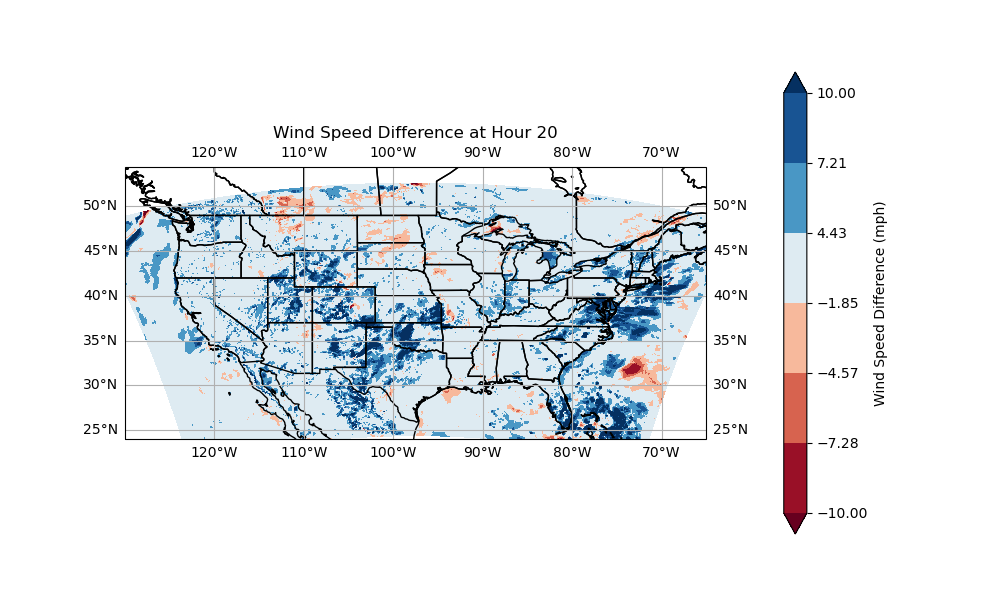 Wind Speed Difference at Hour 20
120°W 110°W 100°W 90°W 80°W 70°W
50°N 50°N
45°N 45°N
40°N 40°N
35°N 35°N
30°N 30°N
25°N 25°N
120°W 110°W 100°W 90°W 80°W 70°W
10.00
7.21
4.43
−1.85
−4.57
−7.28
−10.00
Wind Speed Difference (mph)